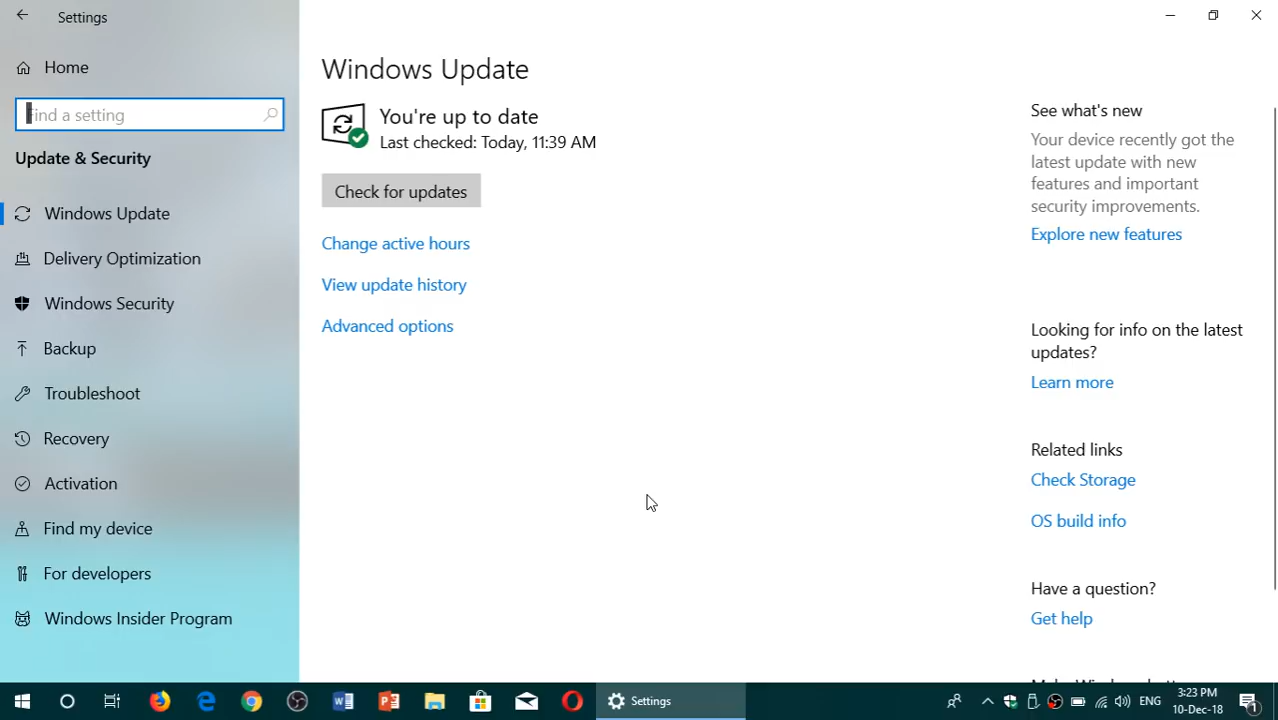 Settings
Home
Find a setting
Update & Security
Windows Update
Delivery Optimization
Windows Security
Backup
Troubleshoot
Recovery
Activation
Find my device
For developers
Windows Insider Program
Windows Update
You're up to date
Last checked: Today, 11:39 AM
Check for updates
Change active hours
View update history
Advanced options
See what's new
Your device recently got the
latest update with new
features and important
security improvements.
Explore new features
Looking for info on the latest
updates?
Learn more
Related links
Check Storage
OS build info
Have a question?
Get help
Settings
ENG
3:23 PM
10-Dec-18
1